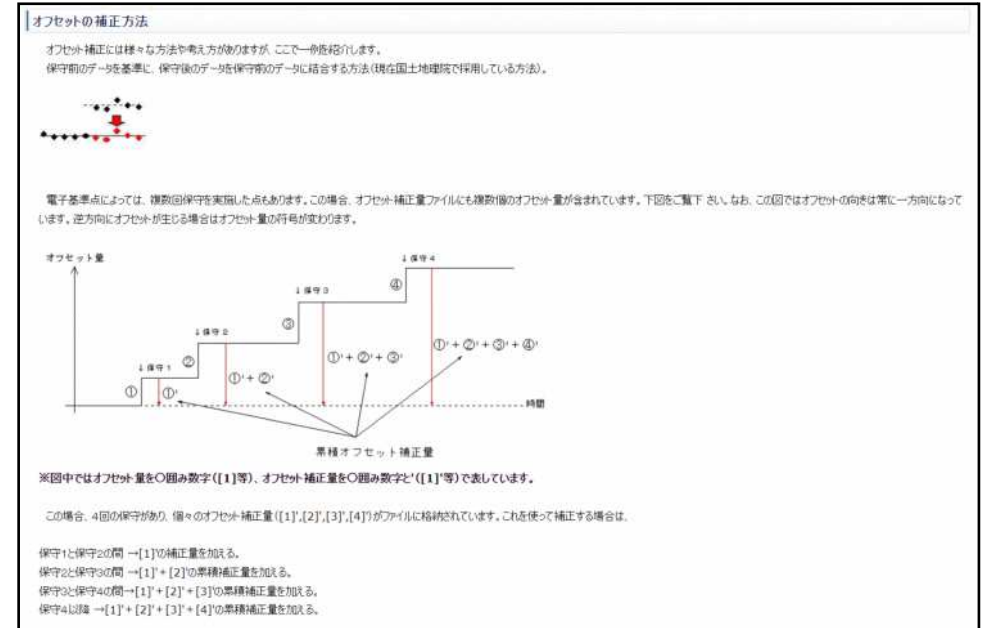 オフセットの補正方法
オフセット補正には様々な方法や考え方がありますが、ここで一例を紹介します。
保守前のデータを基準に、保守後のデータを保守前のデータに結合する方法(現在国土地理院で採用している方法)。
電子基準点によっては、複数回保守を実施した点もあります。この場合、オフセット補正量ファイルにも複数個のオフセット量が含まれています。下図をご覧下 さい。なお、この図ではオフセットの向きは常に一方向になって
います。逆方向にオフセットが生じる場合はオフセット量の符号が変わります。
オフセット量
↓保守4
④
↓保守3
③
↓保守2
①'+②'+③'+④'
①'+②'+③'
↓保守1
②
①'+②'
①
①'
時間
累積オフセット補正量
※図中ではオフセット量を○囲み数字([1]等)、オフセット補正量を○囲み数字と'([1]'等)で表しています。
この場合、4回の保守があり、個々のオフセット補正量([1]',[2]',[3]',[4]')がファイルに格納されています。これを使って補正する場合は、
保守1と保守2の間 →[1]'の補正量を加える。
保守2と保守3の間 →[1]'+[2]'の累積補正量を加える。
保守3と保守4の間→[1]'+[2]'+[3]'の累積補正量を加える。
保守4以降 →[1]'+[2]'+[3]'+[4]'の累積補正量を加える。